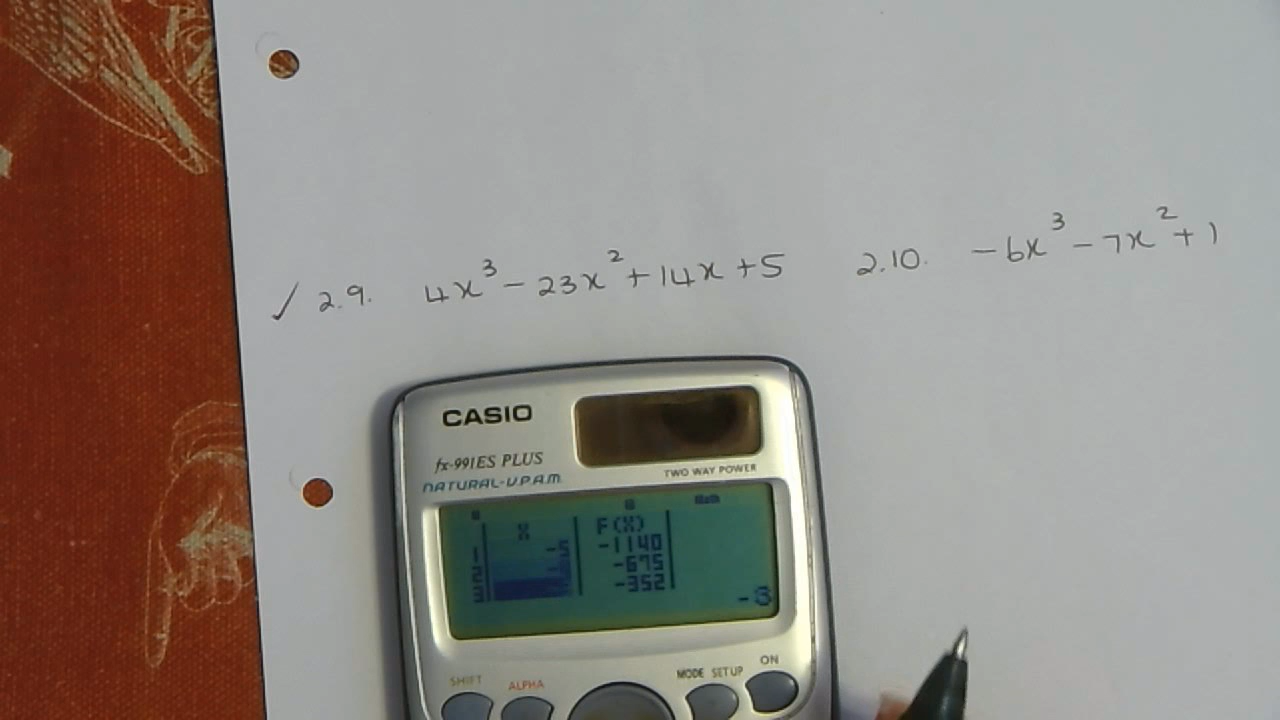 ✓ 2.9. 4x³ - 23x² + 14x + 5 2.10. -6x³ - 7x² + 1
CASIO
fx-991ES PLUS
NATURAL-V.P.A.M.
TWO WAY POWER
Math
X F(X)
1 -5 -1140
2 -675
3 -352
-3
SHIFT ALPHA MODE SETUP ON